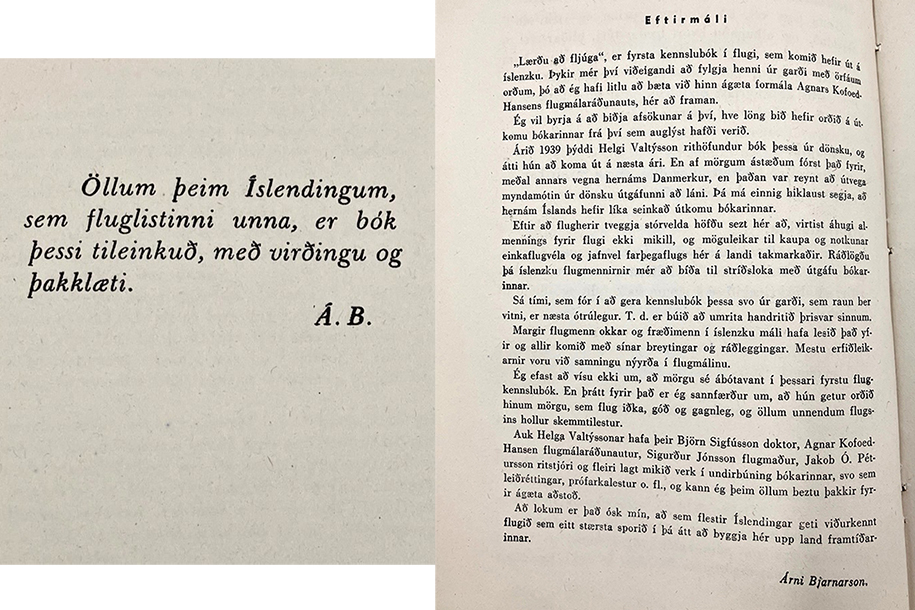 Öllum þeim Íslendingum,
sem fluglistinni unna, er bók
þessi tileinkuð, með virðingu og
þakklæti.
Á. B.
Eftirmáli
„Lærðu að fljúga", er fyrsta kennslubók í flugi, sem komið hefir út á
íslenzku. Þykir mér því viðeigandi að fylgja henni úr garði með örfáum
orðum, þó að ég hafi litlu að bæta við hinn ágæta formála Agnars Kofoed-
Hansens flugmálaráðunauts, hér að framan.
Ég vil byrja á að biðja afsökunar á því, hve löng bið hefir orðið á út-
komu bókarinnar frá því sem auglýst hafði verið.
Árið 1939 þýddi Helgi Valtýsson rithöfundur bók þessa úr dönsku, og
átti hún að koma út á næsta ári. En af mörgum ástæðum fórst það fyrir,
meðal annars vegna hernáms Danmerkur, en þaðan var reynt að útvega
myndamótin úr dönsku útgáfunni að láni. Þá má einnig hiklaust segja, að
hernám Íslands hefir líka seinkað útkomu bókarinnar.
Eftir að flugherir tveggja stórvelda höfðu sezt hér að, virtist áhugi al-
mennings fyrir flugi ekki mikill, og möguleikar til kaupa og notkunar
einkaflugvéla og jafnvel farþegaflugs hér á landi takmarkaðir. Ráðlögðu
þá íslenzku flugmennirnir mér að bíða til stríðsloka með útgáfu bókar-
innar.
Sá tími, sem fór í að gera kennslubók þessa svo úr garði, sem raun ber
vitni, er næsta ótrúlegur. T. d. er búið að umrita handritið þrisvar sinnum.
Margir flugmenn okkar og fræðimenn í íslenzku máli hafa lesið það yf-
ir og allir komið með sínar breytingar og ráðleggingar. Mestu erfiðleik-
arnir voru við samningu nýyrða í flugmálinu.
Ég efast að vísu ekki um, að mörgu sé ábótavant í þessari fyrstu flug-
kennslubók. En þrátt fyrir það er ég sannfærður um, að hún getur orðið
hinum mörgu, sem flug iðka, góð og gagnleg, og öllum unnendum flugs-
ins hollur skemmtilestur.
Auk Helga Valtýssonar hafa þeir Björn Sigfússon doktor, Agnar Kofoed-
Hansen flugmálaráðunautur, Sigurður Jónsson flugmaður, Jakob Ó. Pét-
ursson ritstjóri og fleiri lagt mikið verk í undirbúning bókarinnar, svo sem
leiðréttingar, prófarkalestur o. fl., og kann ég þeim öllum beztu þakkir fyr-
ir ágæta aðstoð.
Að lokum er það ósk mín, að sem flestir Íslendingar geti viðurkennt
flugið sem eitt stærsta sporið í þá átt að byggja hér upp land framtíðar-
innar.
Árni Bjarnarson.